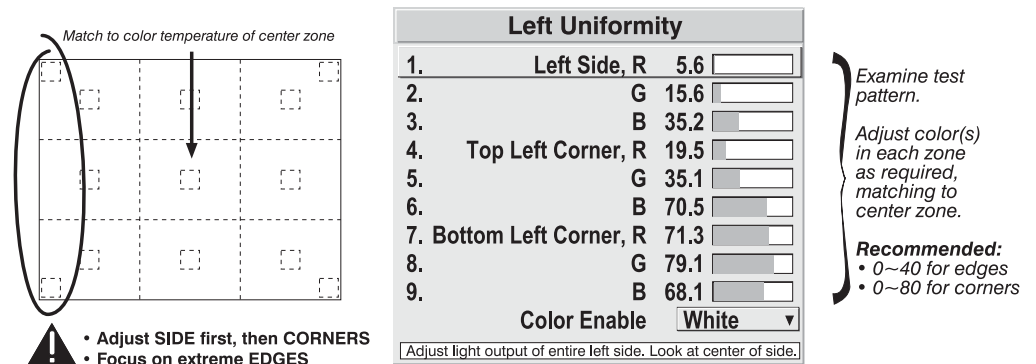 Match to color temperature of center zone
• Adjust SIDE first, then CORNERS
• Focus on extreme EDGES
Left Uniformity
1. Left Side, R 5.6
2. G 15.6
3. B 35.2
4. Top Left Corner, R 19.5
5. G 35.1
6. B 70.5
7. Bottom Left Corner, R 71.3
8. G 79.1
9. B 68.1
Color Enable White ▼
Adjust light output of entire left side. Look at center of side.
Examine test
pattern.
Adjust color(s)
in each zone
as required,
matching to
center zone.
Recommended:
• 0~40 for edges
• 0~80 for corners